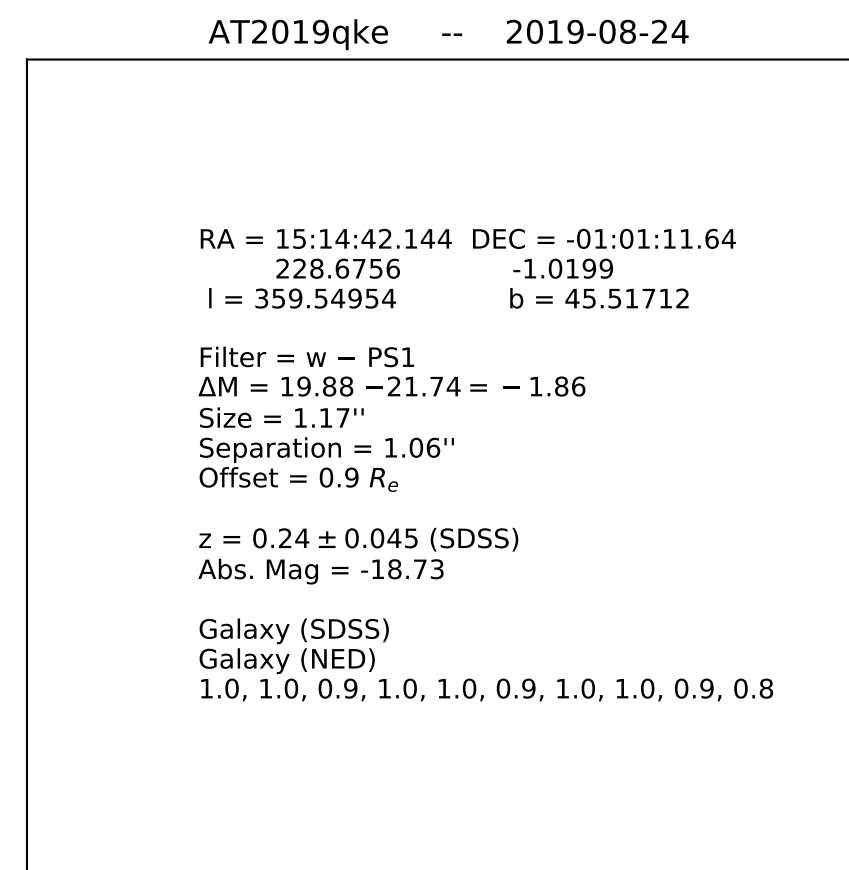 AT2019qke -- 2019-08-24
RA = 15:14:42.144 DEC = -01:01:11.64
228.6756 -1.0199
l = 359.54954 b = 45.51712
Filter = w − PS1
ΔM = 19.88 −21.74 = − 1.86
Size = 1.17''
Separation = 1.06''
Offset = 0.9 Rₑ
z = 0.24 ± 0.045 (SDSS)
Abs. Mag = -18.73
Galaxy (SDSS)
Galaxy (NED)
1.0, 1.0, 0.9, 1.0, 1.0, 0.9, 1.0, 1.0, 0.9, 0.8